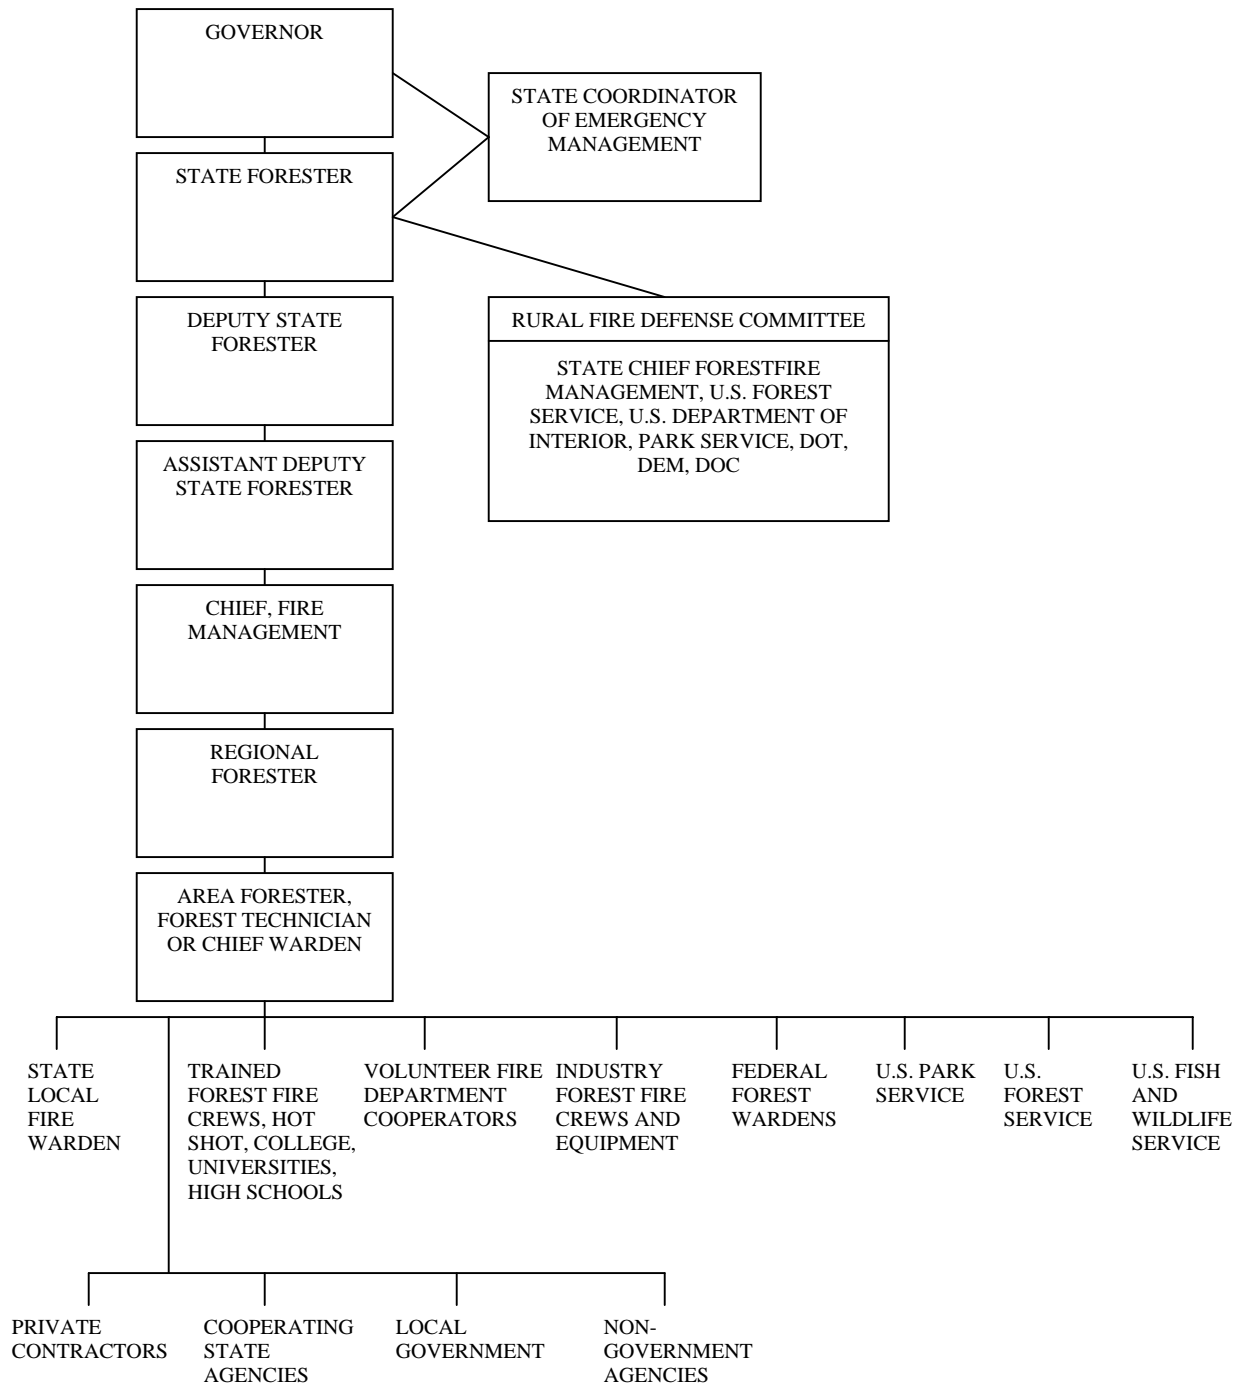 GOVERNOR
STATE COORDINATOR
OF EMERGENCY
MANAGEMENT
STATE FORESTER
DEPUTY STATE
FORESTER
RURAL FIRE DEFENSE COMMITTEE
STATE CHIEF FORESTFIRE
MANAGEMENT, U.S. FOREST
SERVICE, U.S. DEPARTMENT OF
INTERIOR, PARK SERVICE, DOT,
DEM, DOC
ASSISTANT DEPUTY
STATE FORESTER
CHIEF, FIRE
MANAGEMENT
REGIONAL
FORESTER
AREA FORESTER,
FOREST TECHNICIAN
OR CHIEF WARDEN
STATE
LOCAL
FIRE
WARDEN
TRAINED
FOREST FIRE
CREWS, HOT
SHOT, COLLEGE,
UNIVERSITIES,
HIGH SCHOOLS
VOLUNTEER FIRE
DEPARTMENT
COOPERATORS
INDUSTRY
FOREST FIRE
CREWS AND
EQUIPMENT
FEDERAL
FOREST
WARDENS
U.S. PARK
SERVICE
U.S.
FOREST
SERVICE
U.S. FISH
AND
WILDLIFE
SERVICE
PRIVATE
CONTRACTORS
COOPERATING
STATE
AGENCIES
LOCAL
GOVERNMENT
NON-
GOVERNMENT
AGENCIES